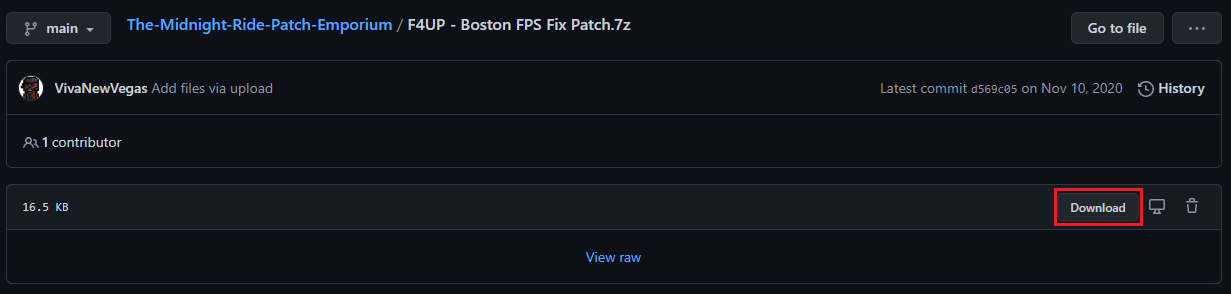 main The-Midnight-Ride-Patch-Emporium / F4UP - Boston FPS Fix Patch.7z Go to file ...
VivaNewVegas Add files via upload Latest commit d569c05 on Nov 10, 2020 History
1 contributor
16.5 KB Download
View raw